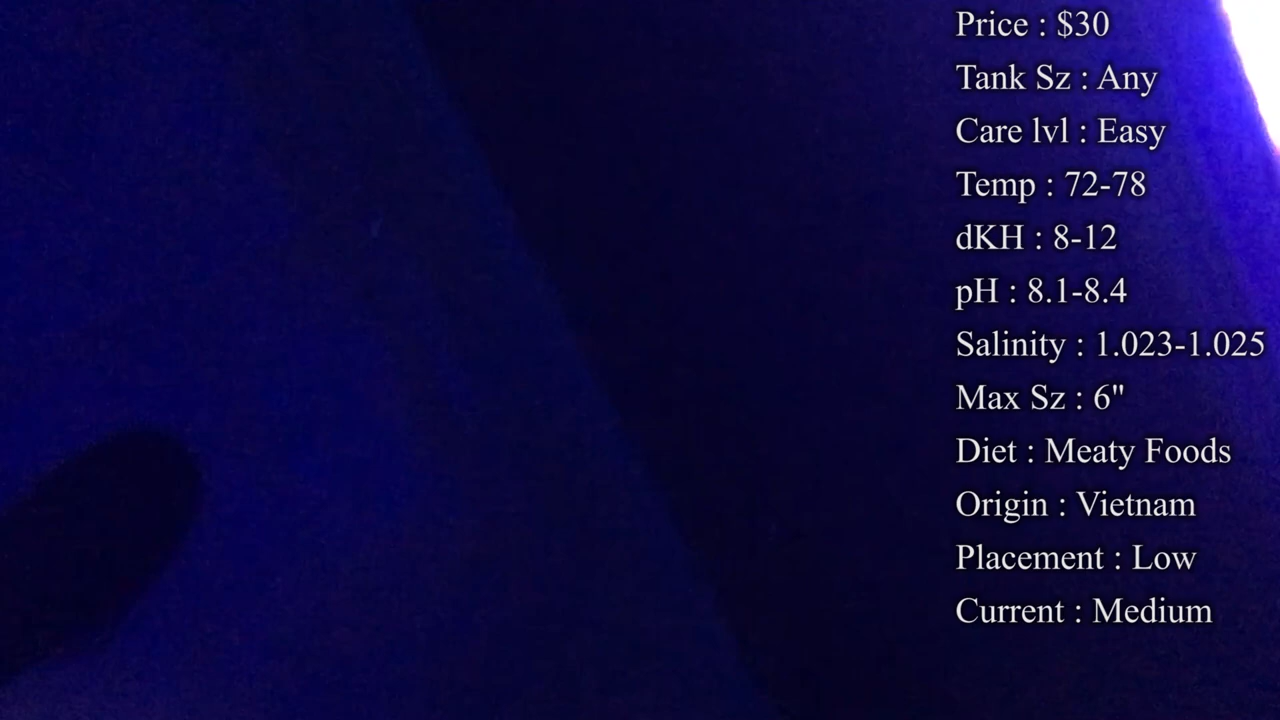 Price : $30
Tank Sz : Any
Care lvl : Easy
Temp : 72-78
dKH : 8-12
pH : 8.1-8.4
Salinity : 1.023-1.025
Max Sz : 6"
Diet : Meaty Foods
Origin : Vietnam
Placement : Low
Current : Medium